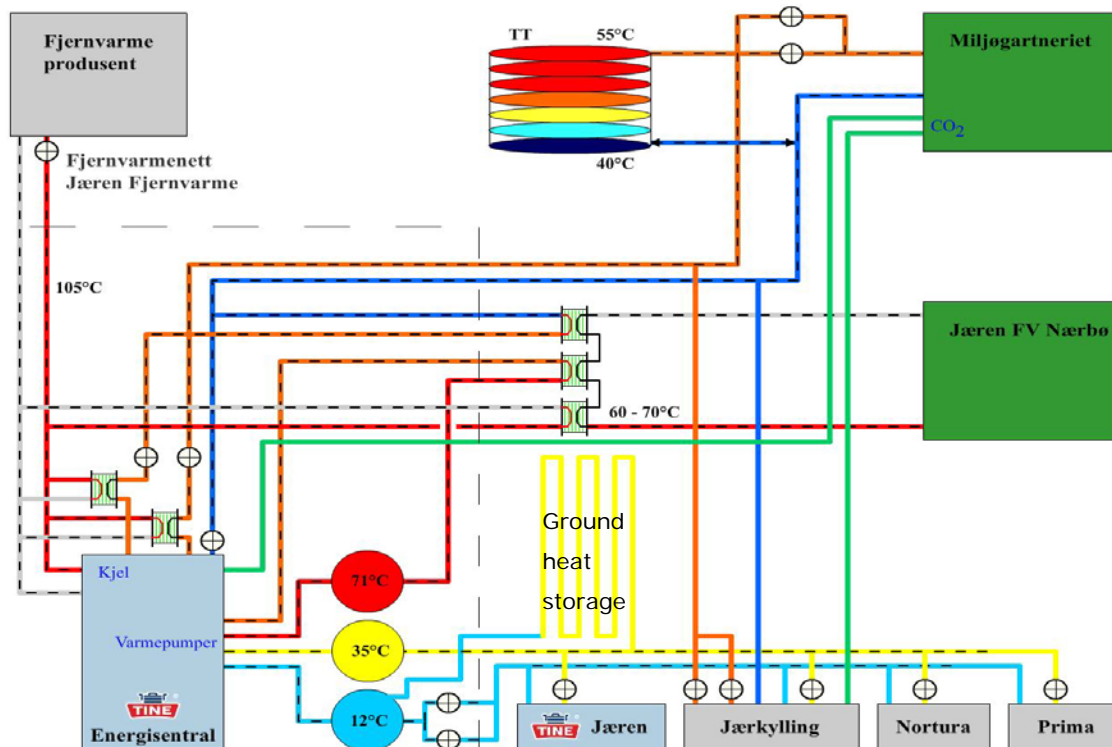 Fjernvarme
produsent
TT
55°C
Miljøgartneriet
CO2
40°C
Fjernvarmenett
Jæren Fjernvarme
105°C
Jæren FV Nærbø
60 - 70°C
Ground
heat
storage
Kjel
71°C
Varmepumper
35°C
TINE
Energisentral
12°C
TINE
Jæren
Jærkylling
Nortura
Prima